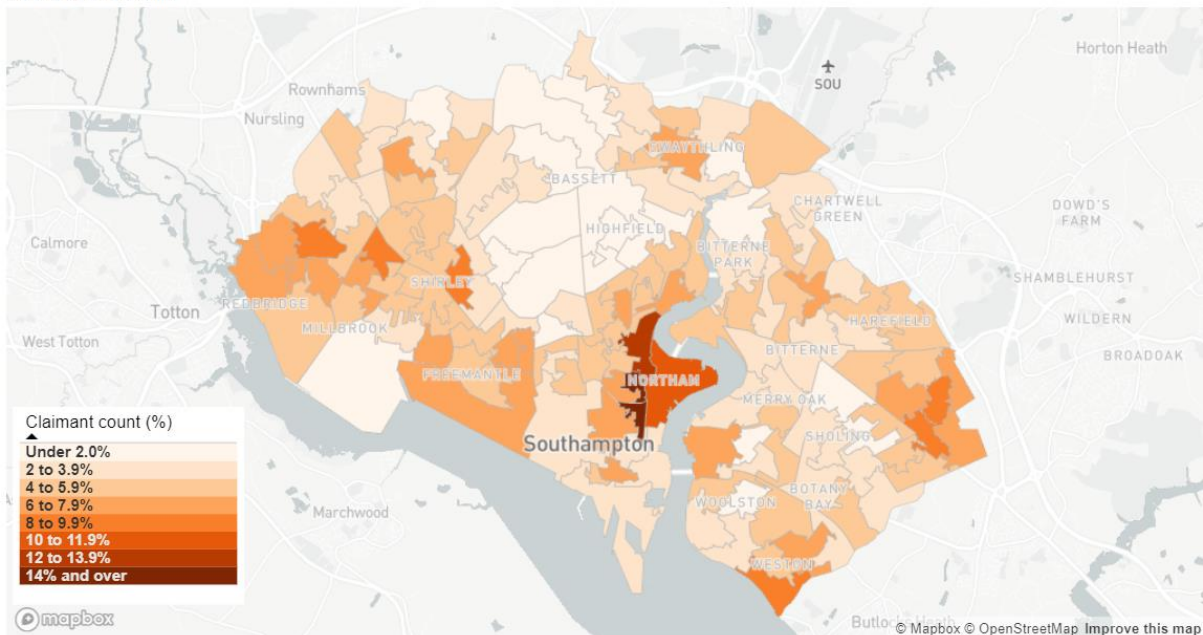 Horton Heath
SOU
Rownhams
Nursling
SWAYTHLING
BASSETT
CHARTWELL
GREEN
DOWD'S
FARM
HIGHFIELD
BITTERNE
PARK
Calmore
SHAMBLEHURST
SHIRLEY
REDBRIDGE
Totton
MILLBROOK
HAREFIELD
WILDERN
West Totton
BITTERNE
BROADOAK
FREEMANTLE
NORTHAM
MERRY OAK
Claimant count (%)
Under 2.0%
2 to 3.9%
4 to 5.9%
6 to 7.9%
8 to 9.9%
10 to 11.9%
12 to 13.9%
14% and over
Southampton
SHOLING
BOTANY
BAY
WOOLSTON
Marchwood
WESTON
mapbox
Butlocks Heath
© Mapbox © OpenStreetMap Improve this map